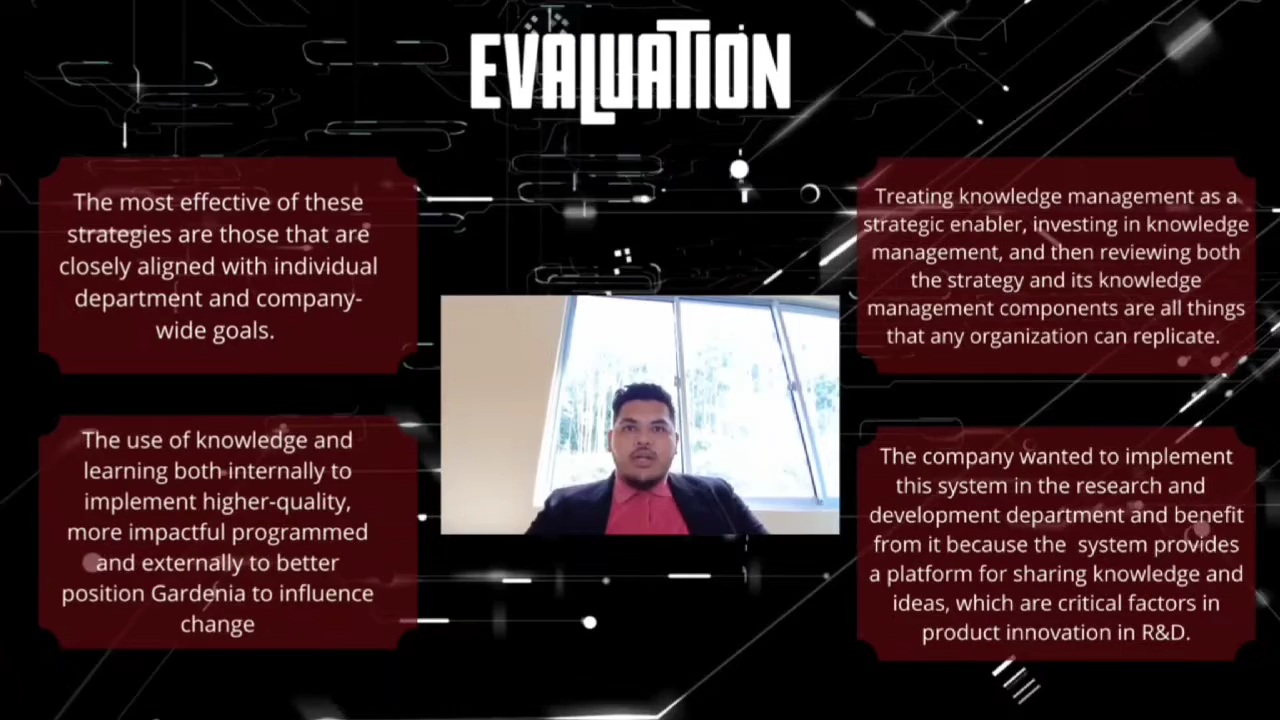 EVALUATION
The most effective of these
strategies are those that are
closely aligned with individual
department and company-
wide goals.
The use of knowledge and
learning both internally to
implement higher-quality,
more impactful programmed
and externally to better
position Gardenia to influence
change
Treating knowledge management as a
strategic enabler, investing in knowledge
management, and then reviewing both
the strategy and its knowledge
management components are all things
that any organization can replicate.
The company wanted to implement
this system in the research and
development department and benefit
from it because the  system provides
a platform for sharing knowledge and
ideas, which are critical factors in
product innovation in R&D.